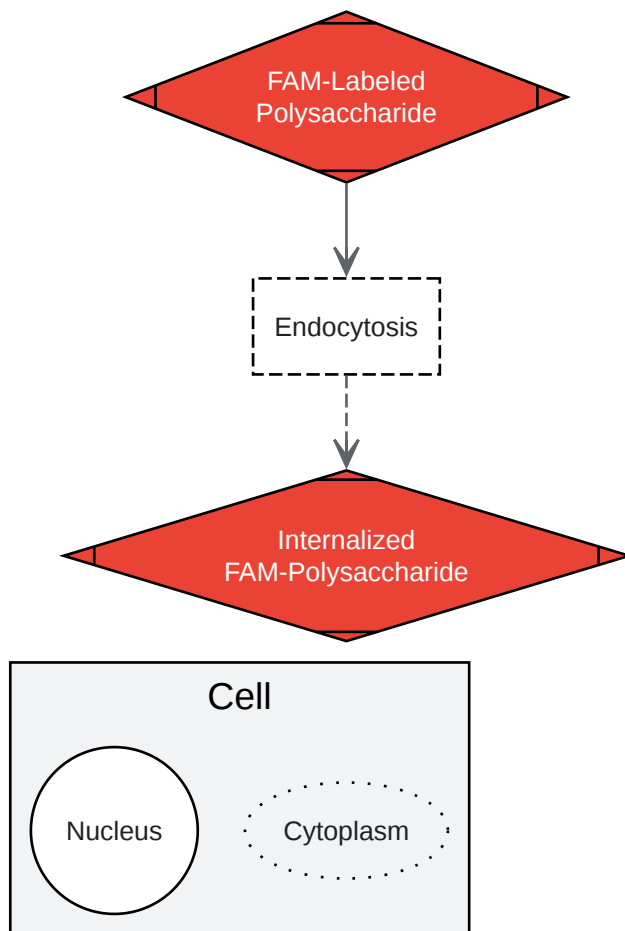 FAM-Labeled
Polysaccharide
Endocytosis
Internalized
FAM-Polysaccharide
Cell
Nucleus
Cytoplasm